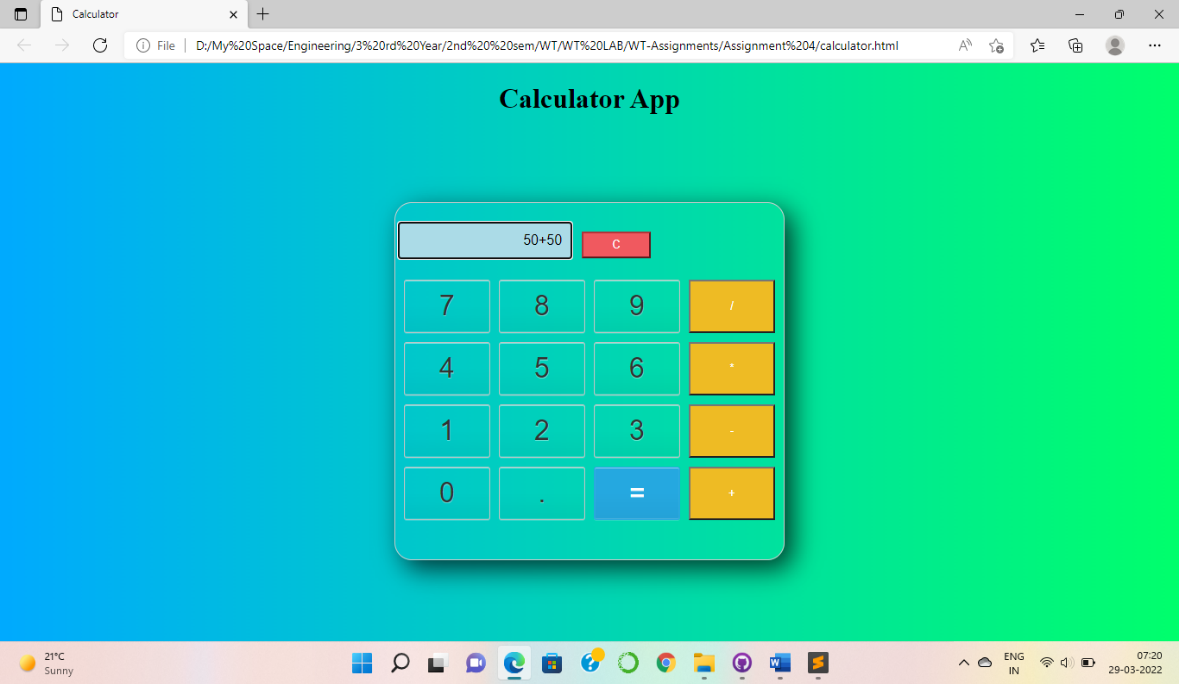 Calculator
File
D:/My%20Space/Engineering/3%20rd%20Year/2nd%20%20sem/WT/WT%20LAB/WT-Assignments/Assignment%204/calculator.html
Calculator App
50+50 C
7 8 9 /
4 5 6 *
1 2 3 -
0 . = +
21°C
Sunny
ENG
IN
07:20
29-03-2022